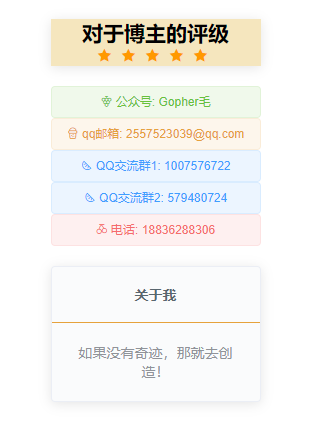 对于博主的评级
公众号: Gopher毛
qq邮箱: 2557523039@qq.com
QQ交流群1: 1007576722
QQ交流群2: 579480724
电话: 18836288306
关于我
如果没有奇迹，那就去创
造！